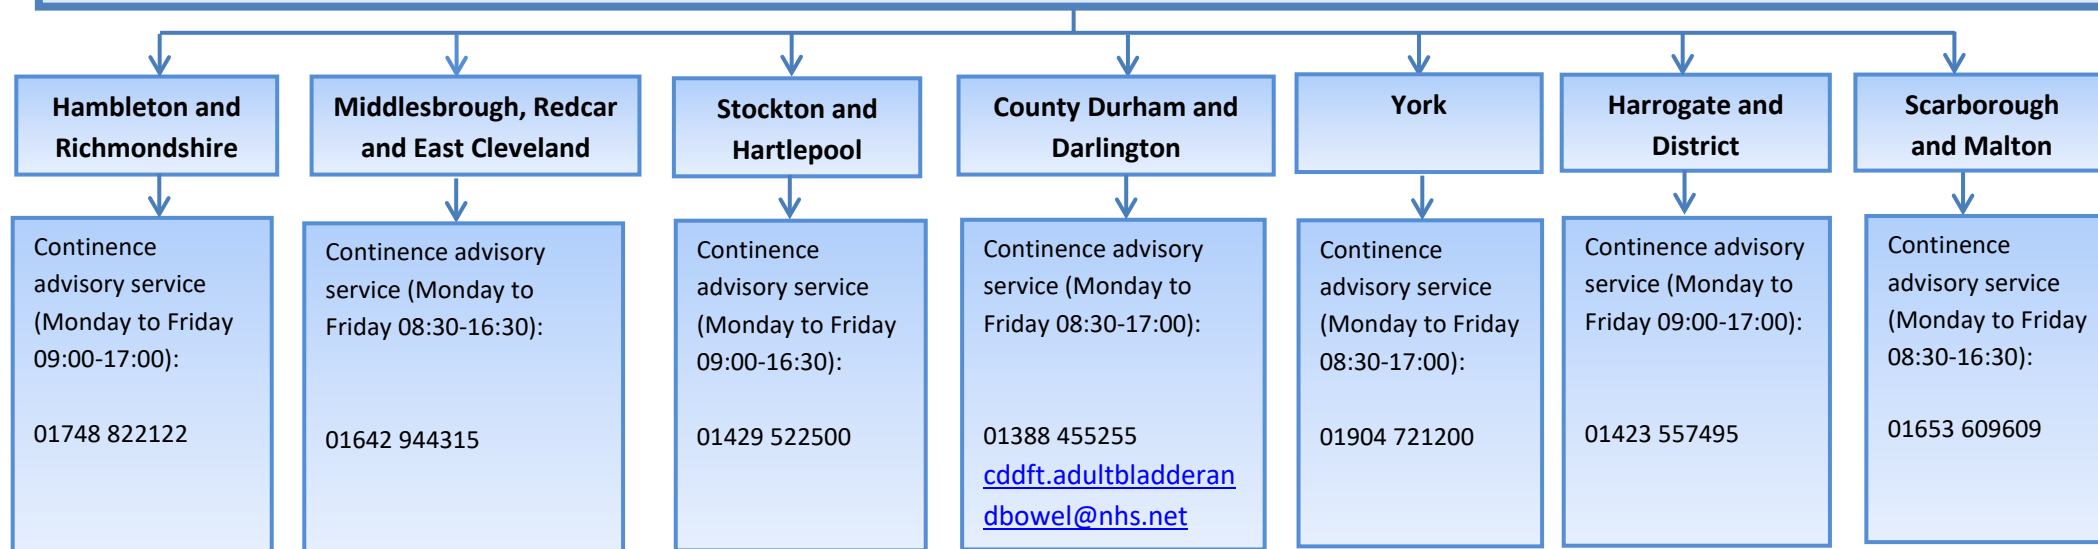 Hambleton and
Richmondshire
Middlesbrough, Redcar
and East Cleveland
Stockton and
Hartlepool
County Durham and
Darlington
York
Harrogate and
District
Scarborough
and Malton
Continence
advisory service
(Monday to Friday
09:00-17:00):
01748 822122
Continence advisory
service (Monday to
Friday 08:30-16:30):
01642 944315
Continence
advisory service
(Monday to Friday
09:00-16:30):
01429 522500
Continence advisory
service (Monday to
Friday 08:30-17:00):
01388 455255
cddft.adultbladderan
dbowel@nhs.net
Continence
advisory service
(Monday to Friday
08:30-17:00):
01904 721200
Continence advisory
service (Monday to
Friday 09:00-17:00):
01423 557495
Continence
advisory service
(Monday to Friday
08:30-16:30):
01653 609609